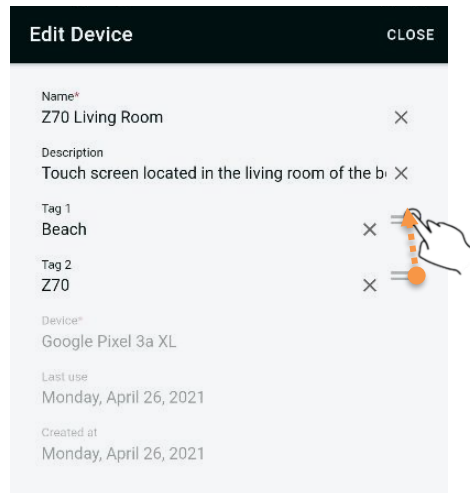 Edit Device CLOSE
Name*
Z70 Living Room
Description
Touch screen located in the living room of the b
Tag 1
Beach
Tag 2
Z70
Device*
Google Pixel 3a XL
Last use
Monday, April 26, 2021
Created at
Monday, April 26, 2021